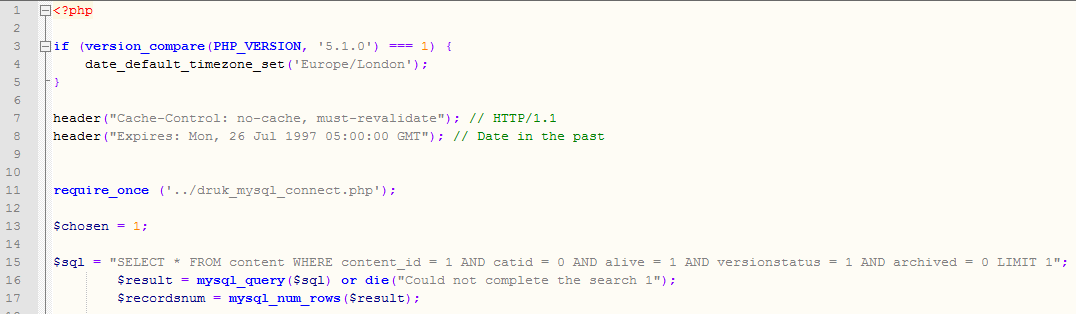 1 <?php
2
3 if (version_compare(PHP_VERSION, '5.1.0') === 1) {
4     date_default_timezone_set('Europe/London');
5 }
6
7 header("Cache-Control: no-cache, must-revalidate"); // HTTP/1.1
8 header("Expires: Mon, 26 Jul 1997 05:00:00 GMT"); // Date in the past
9
10
11 require_once ('../druk_mysql_connect.php');
12
13 $chosen = 1;
14
15 $sql = "SELECT * FROM content WHERE content_id = 1 AND catid = 0 AND alive = 1 AND versionstatus = 1 AND archived = 0 LIMIT 1";
16         $result = mysql_query($sql) or die("Could not complete the search 1");
17         $recordsnum = mysql_num_rows($result);